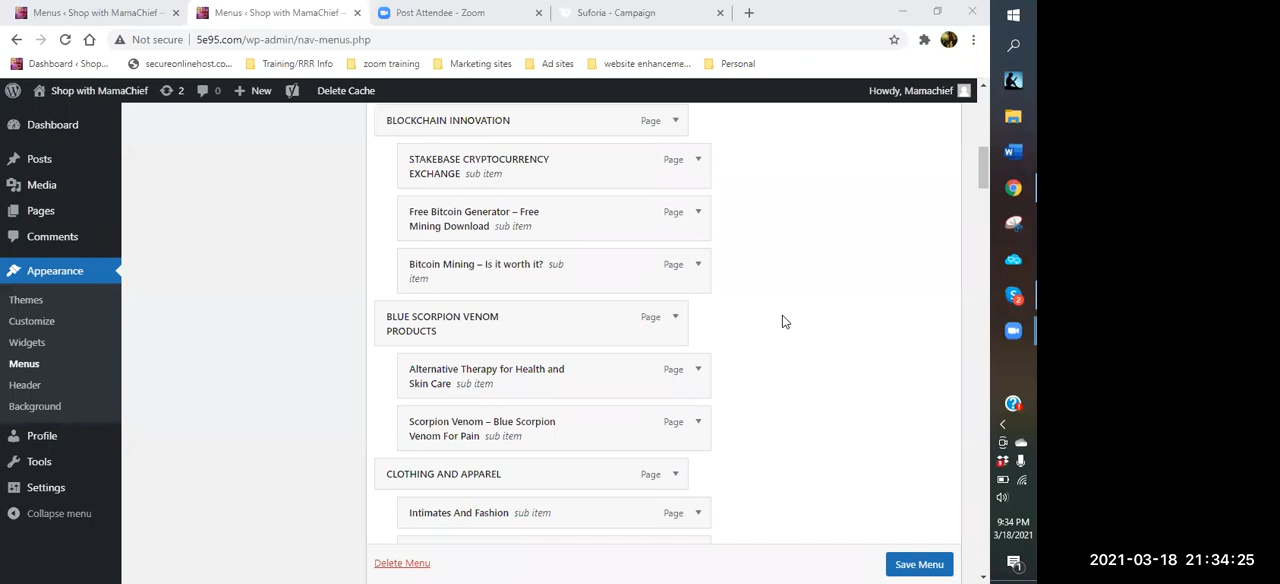 Menus ‹ Shop with MamaChief –
Menus ‹ Shop with MamaChief –
Post Attendee - Zoom
Suforia - Campaign
Not secure
5e95.com/wp-admin/nav-menus.php
Dashboard ‹ Shop...
secureonlinehost.co...
Training/RRR Info
zoom training
Marketing sites
Ad sites
website enhanceme...
Personal
Shop with MamaChief
2
0
New
Delete Cache
Howdy, Mamachief
Dashboard
Posts
Media
Pages
Comments
Appearance
Themes
Customize
Widgets
Menus
Header
Background
Profile
Tools
Settings
Collapse menu
BLOCKCHAIN INNOVATION Page
STAKEBASE CRYPTOCURRENCY Page
EXCHANGE sub item
Free Bitcoin Generator – Free Page
Mining Download sub item
Bitcoin Mining – Is it worth it? sub Page
item
BLUE SCORPION VENOM Page
PRODUCTS
Alternative Therapy for Health and Page
Skin Care sub item
Scorpion Venom – Blue Scorpion Page
Venom For Pain sub item
CLOTHING AND APPAREL Page
Intimates And Fashion sub item Page
Delete Menu
Save Menu
9:34 PM
3/18/2021
2021-03-18 21:34:25